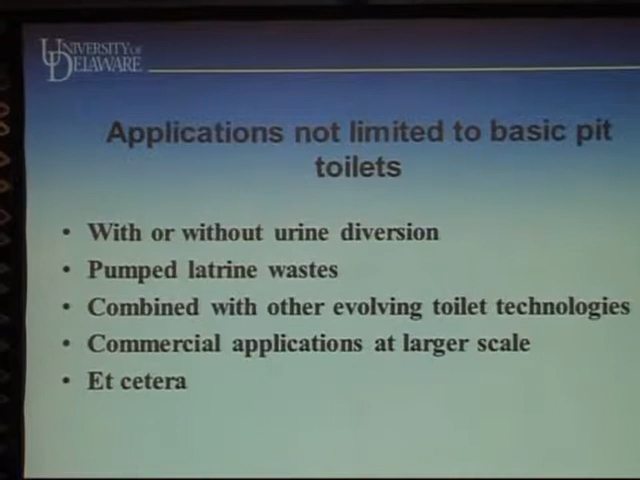 UNIVERSITY OF
DELAWARE
Applications not limited to basic pit
toilets
• With or without urine diversion
• Pumped latrine wastes
• Combined with other evolving toilet technologies
• Commercial applications at larger scale
• Et cetera